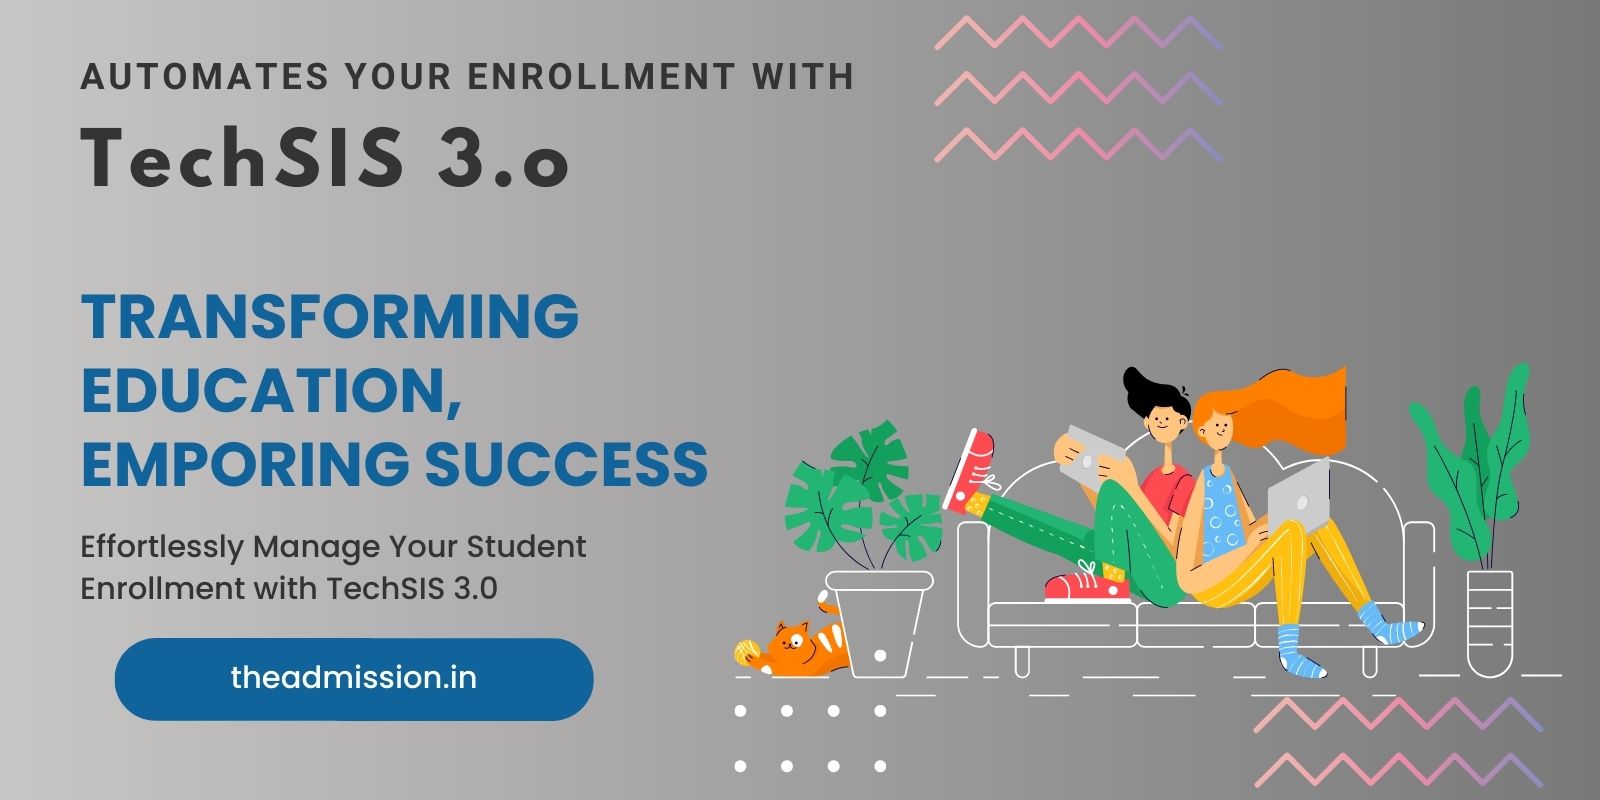 AUTOMATES YOUR ENROLLMENT WITH
TechSIS 3.o
TRANSFORMING
EDUCATION,
EMPORING SUCCESS
Effortlessly Manage Your Student
Enrollment with TechSIS 3.0
theadmission.in